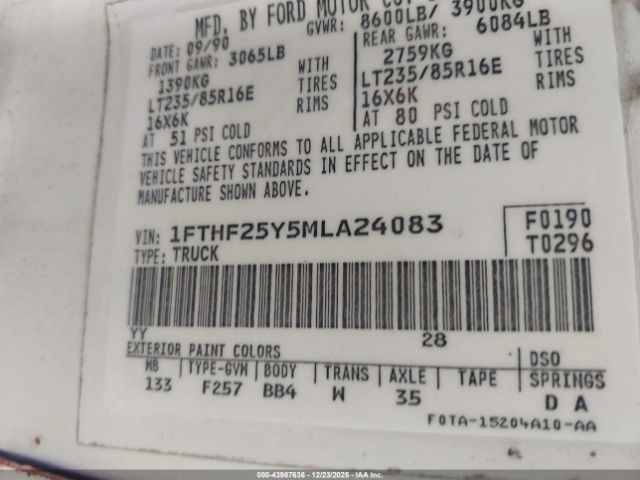 MFD. BY FORD MOTOR CO.
DATE: 09/90 GVWR: 8600LB/ 3900KG
FRONT GAWR: 3065LB REAR GAWR: 6084LB
1390KG WITH 2759KG WITH
LT235/85R16E TIRES LT235/85R16E TIRES
16X6K RIMS 16X6K RIMS
AT 51 PSI COLD AT 80 PSI COLD
THIS VEHICLE CONFORMS TO ALL APPLICABLE FEDERAL MOTOR
VEHICLE SAFETY STANDARDS IN EFFECT ON THE DATE OF
MANUFACTURE SHOWN ABOVE.
VIN: 1FTHF25Y5MLA24083 F0190
TYPE: TRUCK T0296
YY 28
EXTERIOR PAINT COLORS DSO
WB TYPE-GVW BODY TRANS AXLE TAPE SPRINGS
133 F257 BB4 W 35 D A
F0TA-15204A10-AA
© IAA - 43987636 - 12/23/2025 - IAAI.COM